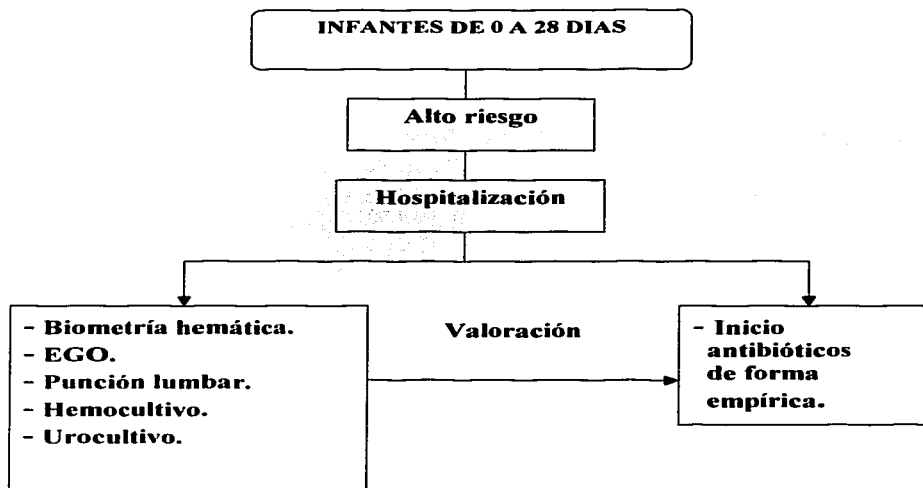 INFANTES DE 0 A 28 DIAS
Alto riesgo
Hospitalización
- Biometría hemática.
- EGO.
- Punción lumbar.
- Hemocultivo.
- Urocultivo.
Valoración
- Inicio
antibióticos
de forma
empírica.